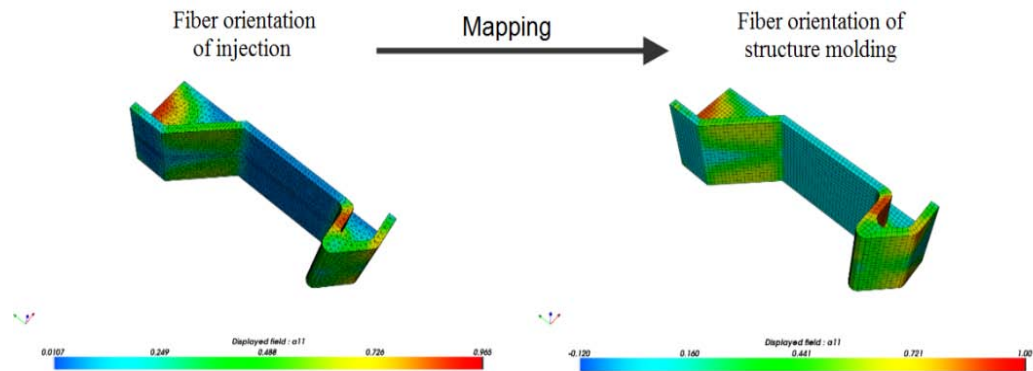 Fiber orientation
of injection
Mapping
Fiber orientation of
structure molding
Displayed field : a11
0.0107 0.249 0.488 0.726 0.965
Displayed field : a11
-0.120 0.160 0.441 0.721 1.00